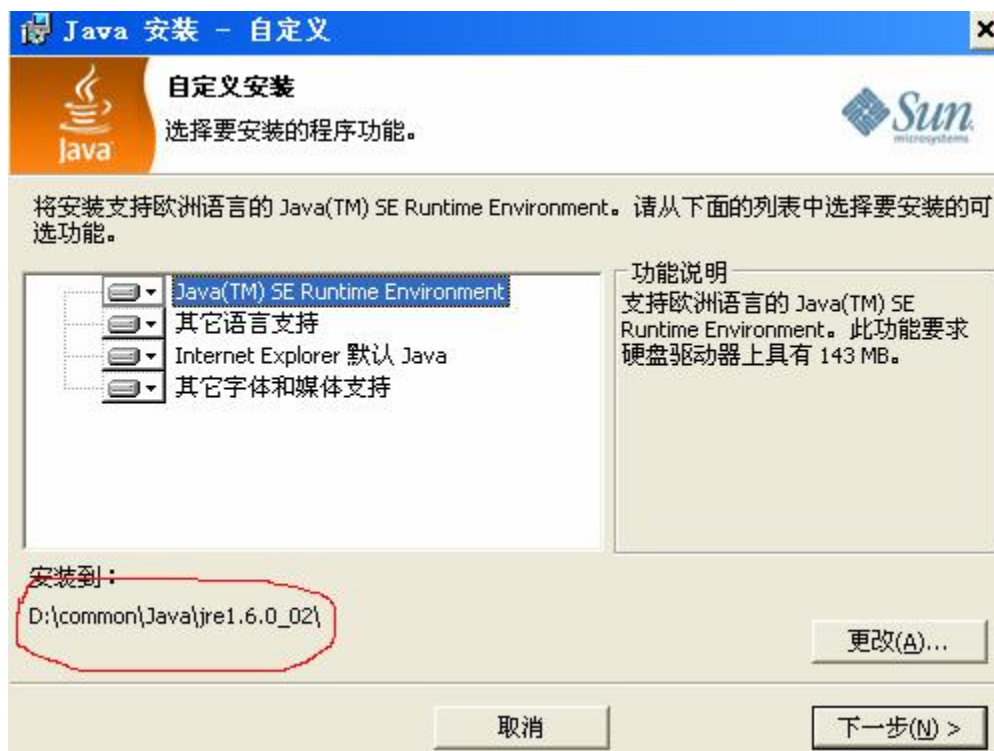 Java 安装 - 自定义
Java
自定义安装
选择要安装的程序功能。
Sun
microsystems
将安装支持欧洲语言的 Java(TM) SE Runtime Environment。请从下面的列表中选择要安装的可
选功能。
Java(TM) SE Runtime Environment
其它语言支持
Internet Explorer 默认 Java
其它字体和媒体支持
功能说明
支持欧洲语言的 Java(TM) SE
Runtime Environment。此功能要求
硬盘驱动器上具有 143 MB。
安装到：
D:\common\Java\jre1.6.0_02\
更改(A)...
取消
下一步(N) >